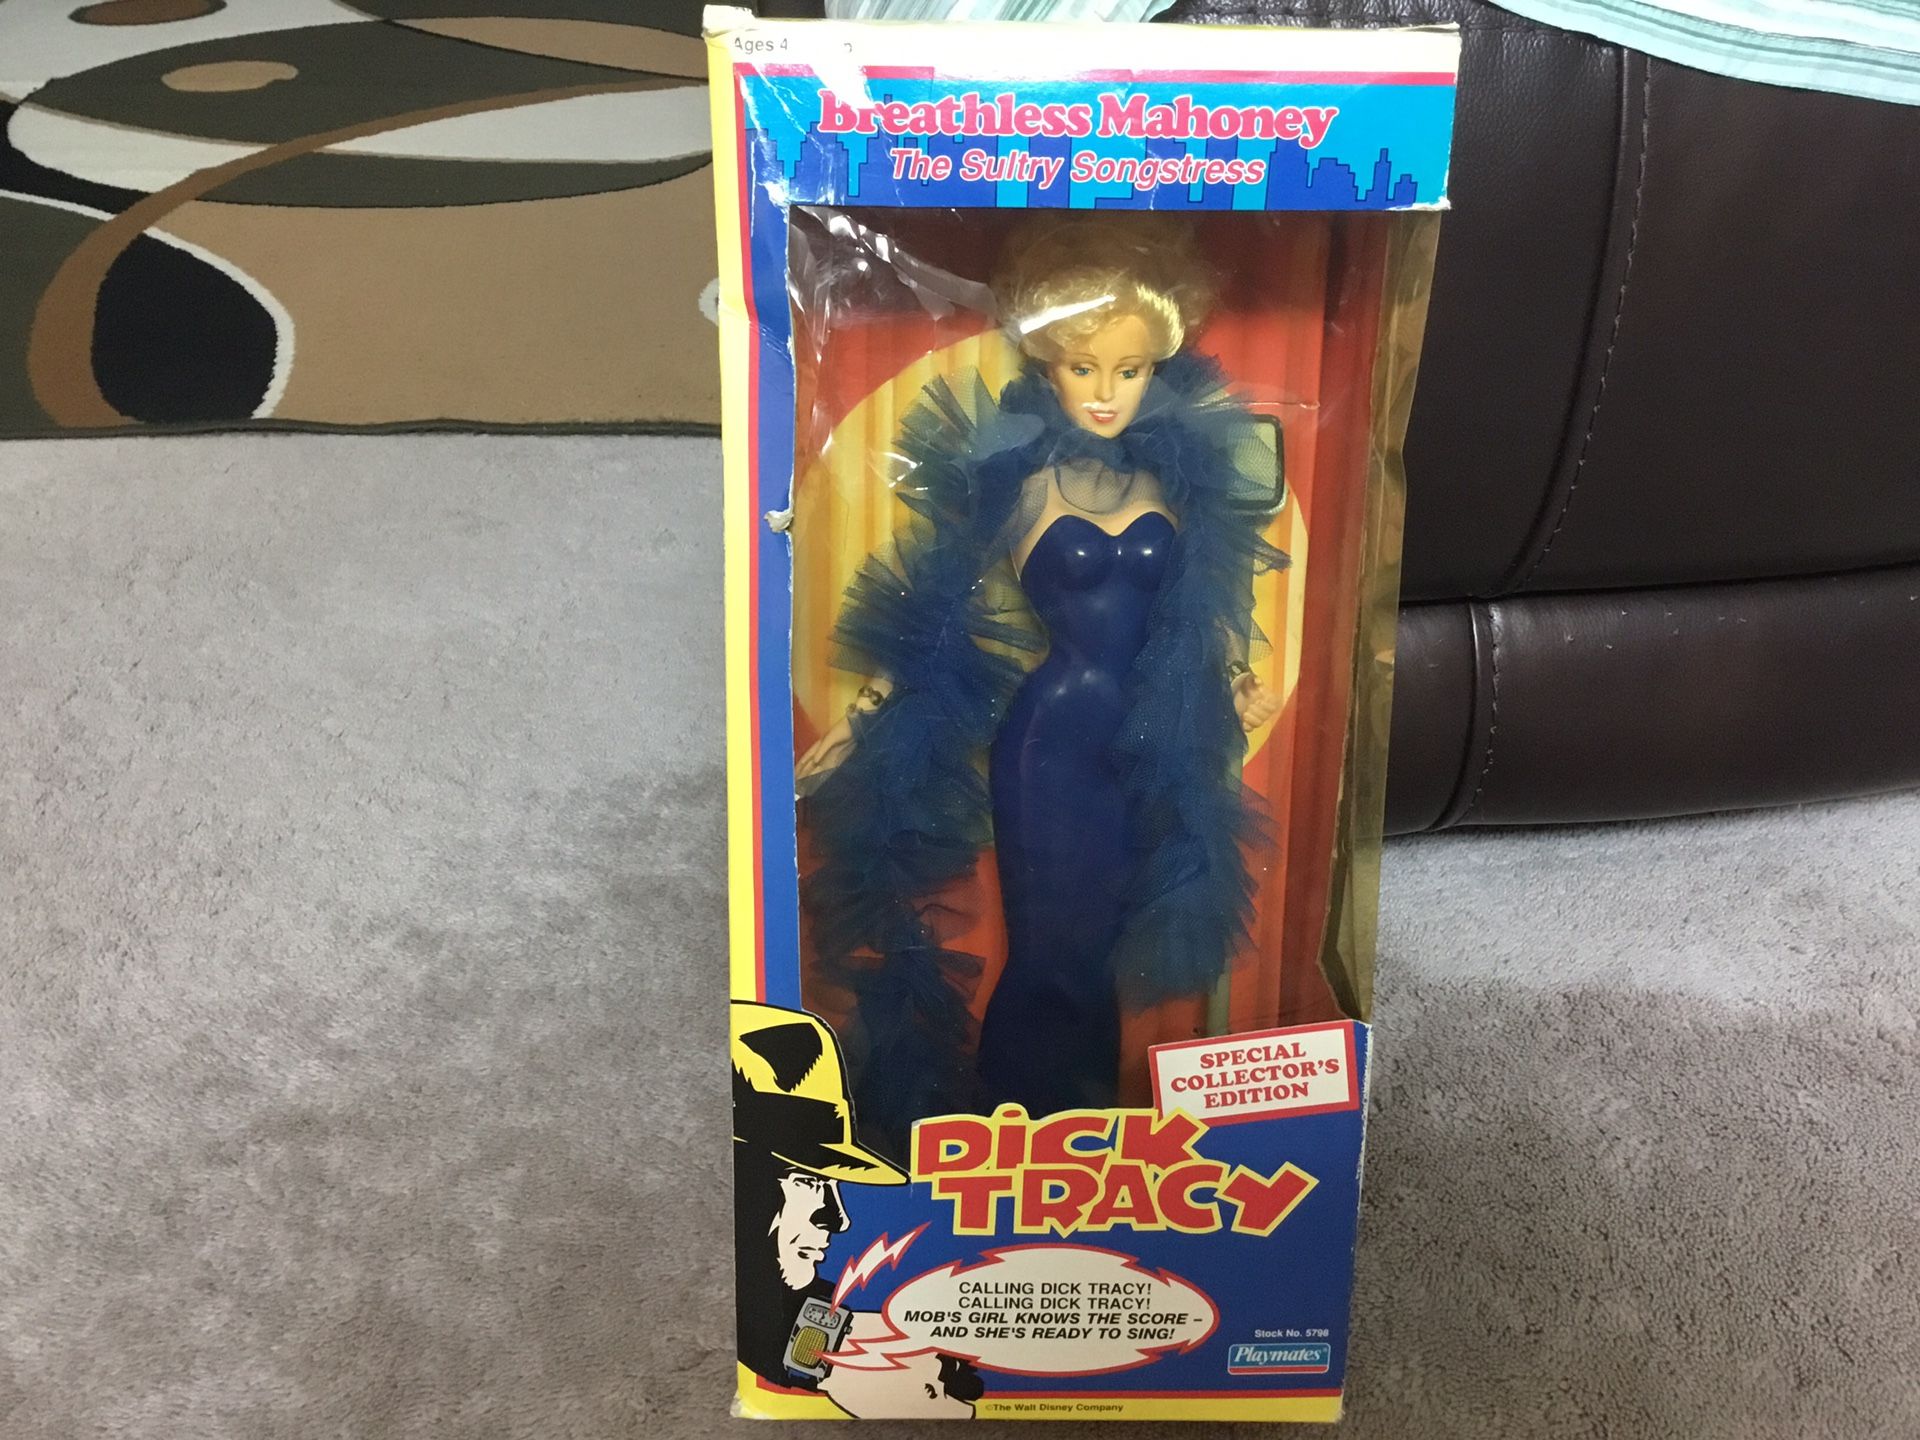 Ages 4
Breathless Mahoney
The Sultry Songstress
SPECIAL
COLLECTOR'S
EDITION
DICK
TRACY
CALLING DICK TRACY!
CALLING DICK TRACY!
MOB'S GIRL KNOWS THE SCORE –
AND SHE'S READY TO SING!
Stock No. 5798
Playmates®
©The Walt Disney Company